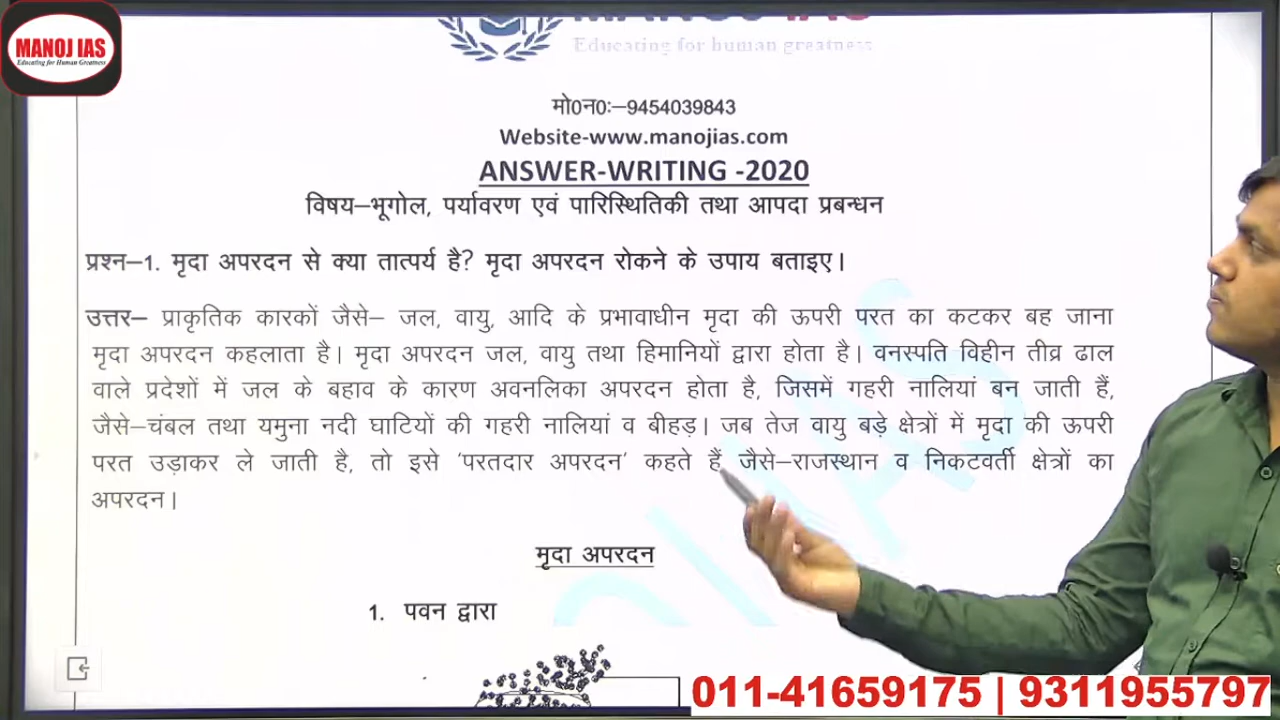 MANOJ IAS
Educating for Human Greatness
MANOJ IAS
Educating for human greatness
मो0न0:–9454039843
Website-www.manojias.com
ANSWER-WRITING -2020
विषय–भूगोल, पर्यावरण एवं पारिस्थितिकी तथा आपदा प्रबन्धन
प्रश्न–1. मृदा अपरदन से क्या तात्पर्य है? मृदा अपरदन रोकने के उपाय बताइए।
उत्तर– प्राकृतिक कारकों जैसे– जल, वायु, आदि के प्रभावाधीन मृदा की ऊपरी परत का कटकर बह जाना
मृदा अपरदन कहलाता है। मृदा अपरदन जल, वायु तथा हिमानियों द्वारा होता है। वनस्पति विहीन तीव्र ढाल
वाले प्रदेशों में जल के बहाव के कारण अवनलिका अपरदन होता है, जिसमें गहरी नालियां बन जाती हैं,
जैसे–चंबल तथा यमुना नदी घाटियों की गहरी नालियां व बीहड़। जब तेज वायु बड़े क्षेत्रों में मृदा की ऊपरी
परत उड़ाकर ले जाती है, तो इसे 'परतदार अपरदन' कहते हैं जैसे–राजस्थान व निकटवर्ती क्षेत्रों का
अपरदन।
मृदा अपरदन
1. पवन द्वारा
011-41659175 | 9311955797